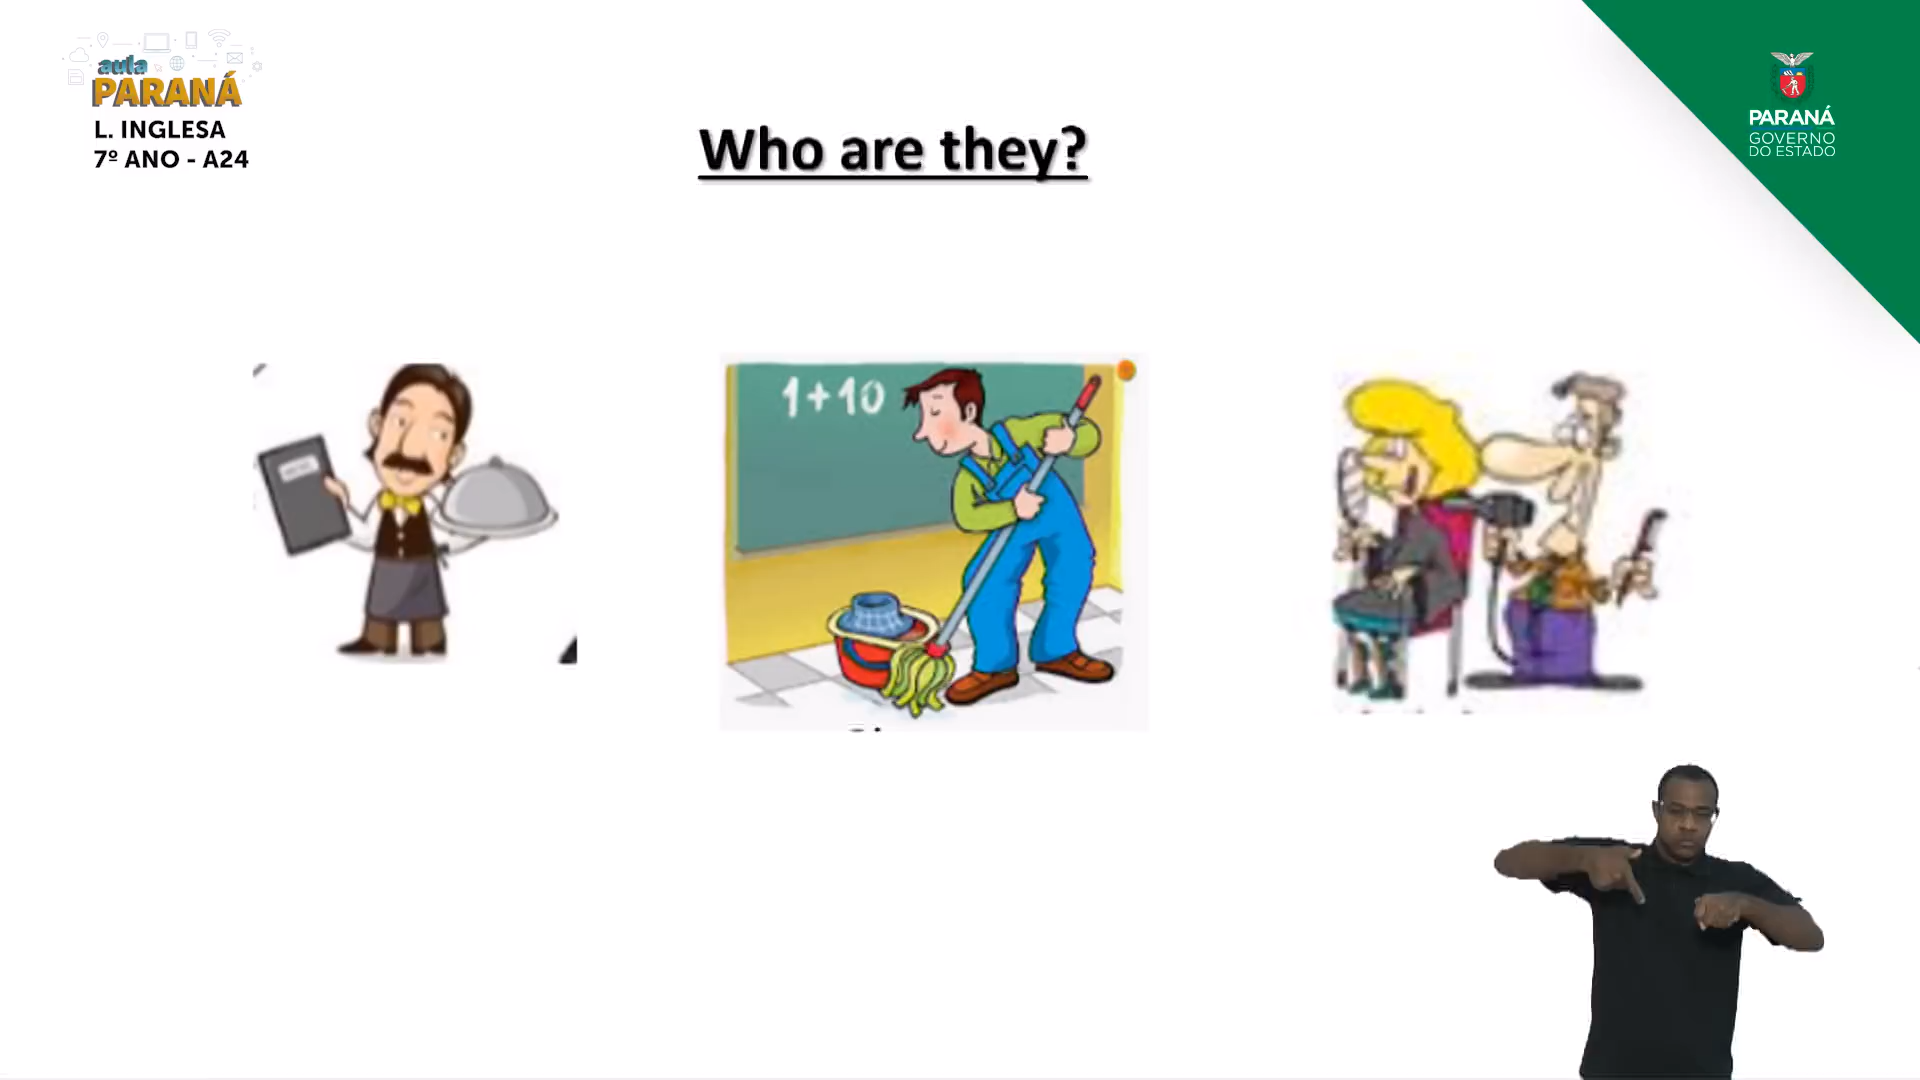 aula
PARANÁ
L. INGLESA
7º ANO - A24
Who are they?
PARANÁ
GOVERNO
DO ESTADO
1+10